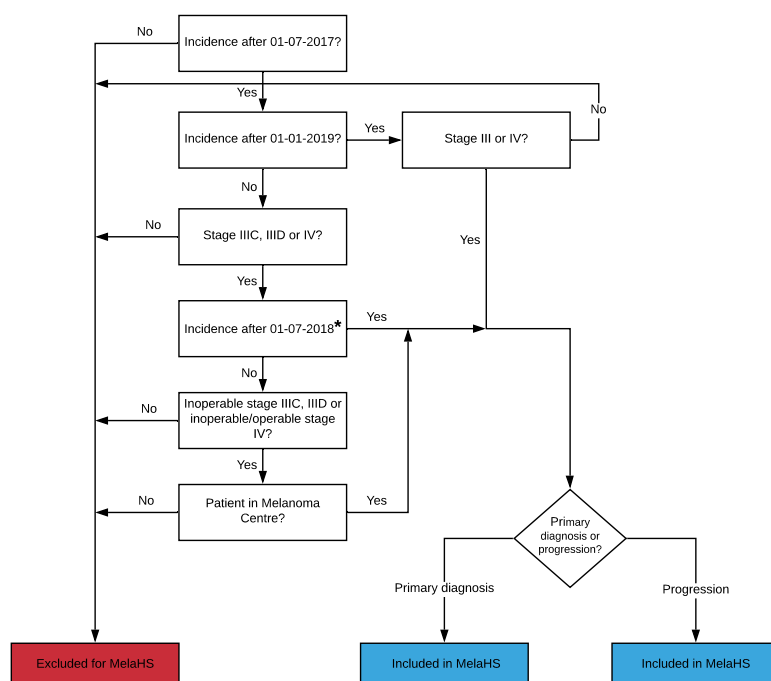 No
Incidence after 01-07-2017?
Yes
No
Incidence after 01-01-2019?
Yes
Stage III or IV?
No
No
Stage IIIC, IIID or IV?
Yes
Yes
Incidence after 01-07-2018*
Yes
No
No
Inoperable stage IIIC, IIID or
inoperable/operable stage
IV?
Yes
No
Patient in Melanoma
Centre?
Yes
Primary
diagnosis or
progression?
Primary diagnosis
Progression
Excluded for MelaHS
Included in MelaHS
Included in MelaHS